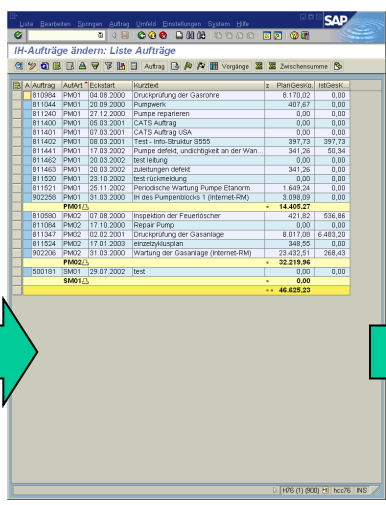 Liste Bearbeiten Springen Auftrag Umfeld Einstellungen System Hilfe
SAP
IH-Aufträge ändern: Liste Aufträge
Auftrag Vorgänge Zwischensumme
A Auftrag AufArt Eckstart Kurztext Σ PlanGesKo IstGesK
810984 PM01 04.08.2000 Druckprüfung der Gasrohre 8.170,02 0,00
811044 PM01 20.09.2000 Pumpwerk 407,67 0,00
811240 PM01 27.12.2000 Pumpe reparieren 0,00 0,00
811400 PM01 05.03.2001 CATS Auftrag 0,00 0,00
811401 PM01 07.03.2001 CATS Auftrag USA 0,00 0,00
811402 PM01 08.03.2001 Test - Info-Struktur S555 397,73 397,73
811441 PM01 17.03.2002 Pumpe defekt, undichtigkeit an der Wan... 341,26 50,34
811462 PM01 20.03.2002 test leitung 0,00 0,00
811463 PM01 20.03.2002 zuleitungen defekt 341,26 0,00
811520 PM01 23.10.2002 test rückmeldung 0,00 0,00
811521 PM01 25.11.2002 Periodische Wartung Pumpe Etanorm 1.649,24 0,00
902258 PM01 31.03.2000 IH des Pumpenblocks 1 (Internet-RM) 3.098,09 0,00
PM01 14.405,27
810580 PM02 07.08.2000 Inspektion der Feuerlöscher 421,82 536,86
811084 PM02 17.10.2000 Repair Pump 0,00 0,00
811347 PM02 02.02.2001 Druckprüfung der Gasanlage 8.017,08 6.483,20
811524 PM02 17.01.2003 einzelzyklusplan 348,55 0,00
902206 PM02 31.03.2000 Wartung der Gasanlage (Internet-RM) 23.432,51 268,43
PM02 32.219,96
500181 SM01 29.07.2002 test 0,00 0,00
SM01 0,00
46.625,23
H76 (1) (900) hcc76 INS